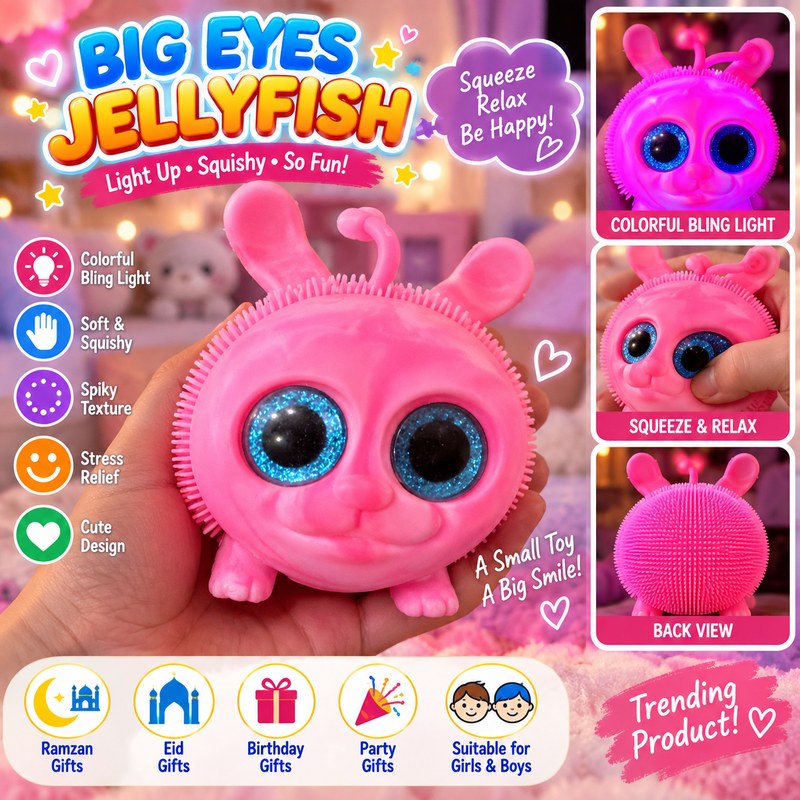 BIG EYES
JELLYFISH
Light Up • Squishy • So Fun!
Squeeze
Relax
Be Happy!
Colorful
Bling Light
Soft &
Squishy
Spiky
Texture
Stress
Relief
Cute
Design
COLORFUL BLING LIGHT
SQUEEZE & RELAX
BACK VIEW
A Small Toy
A Big Smile!
Ramzan
Gifts
Eid
Gifts
Birthday
Gifts
Party
Gifts
Suitable for
Girls & Boys
Trending
Product!